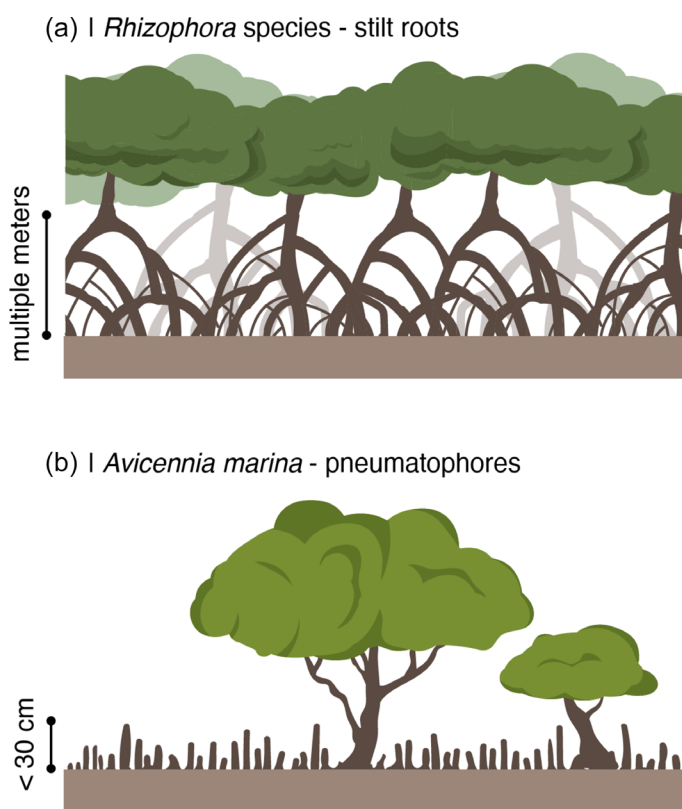 (a) | Rhizophora species - stilt roots
multiple meters
(b) | Avicennia marina - pneumatophores
< 30 cm